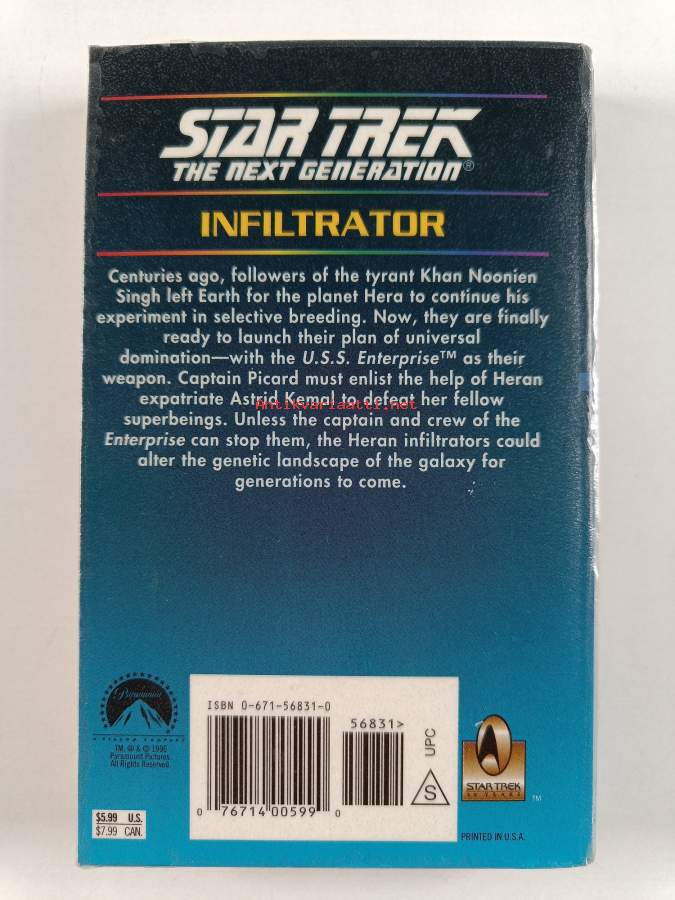 STAR TREK
THE NEXT GENERATION®
INFILTRATOR
Centuries ago, followers of the tyrant Khan Noonien
Singh left Earth for the planet Hera to continue his
experiment in selective breeding. Now, they are finally
ready to launch their plan of universal
domination—with the U.S.S. Enterprise™ as their
weapon. Captain Picard must enlist the help of Heran
expatriate Astrid Kemal to defeat her fellow
Antikvariaatti.net
superbeings. Unless the captain and crew of the
Enterprise can stop them, the Heran infiltrators could
alter the genetic landscape of the galaxy for
generations to come.
Paramount
A VIACOM COMPANY
TM, ® & © 1996
Paramount Pictures.
All Rights Reserved.
$5.99 U.S.
$7.99 CAN.
ISBN 0-671-56831-0
56831>
0 76714 00599 0
UPC
S
STAR TREK
30 YEARS
TM
PRINTED IN U.S.A.